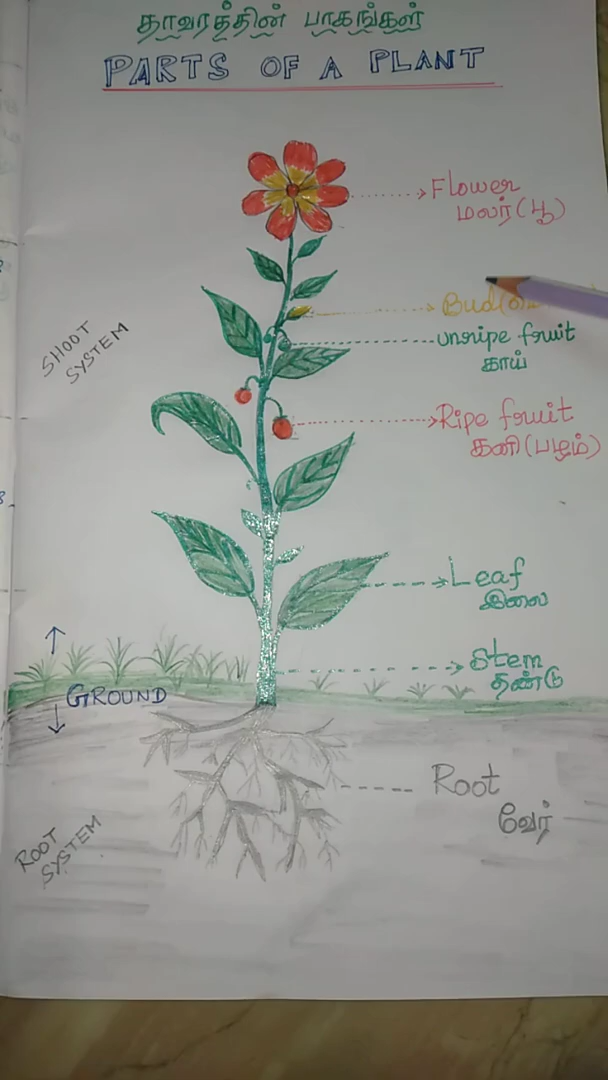 தாவரத்தின் பாகங்கள்
PARTS OF A PLANT
Flower
மலர் (பூ)
Bud
unripe fruit
காய்
SHOOT
SYSTEM
Ripe fruit
கனி (பழம்)
Leaf
இலை
Stem
தண்டு
GROUND
Root
வேர்
ROOT
SYSTEM